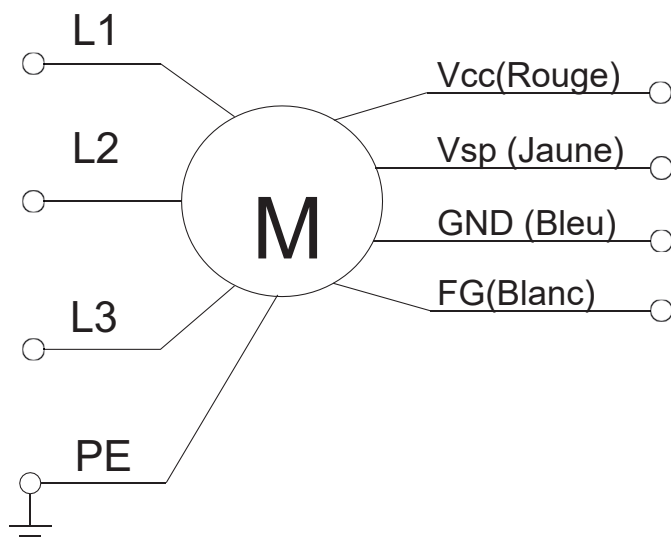 L1
L2
L3
PE
M
Vcc(Rouge)
Vsp (Jaune)
GND (Bleu)
FG(Blanc)